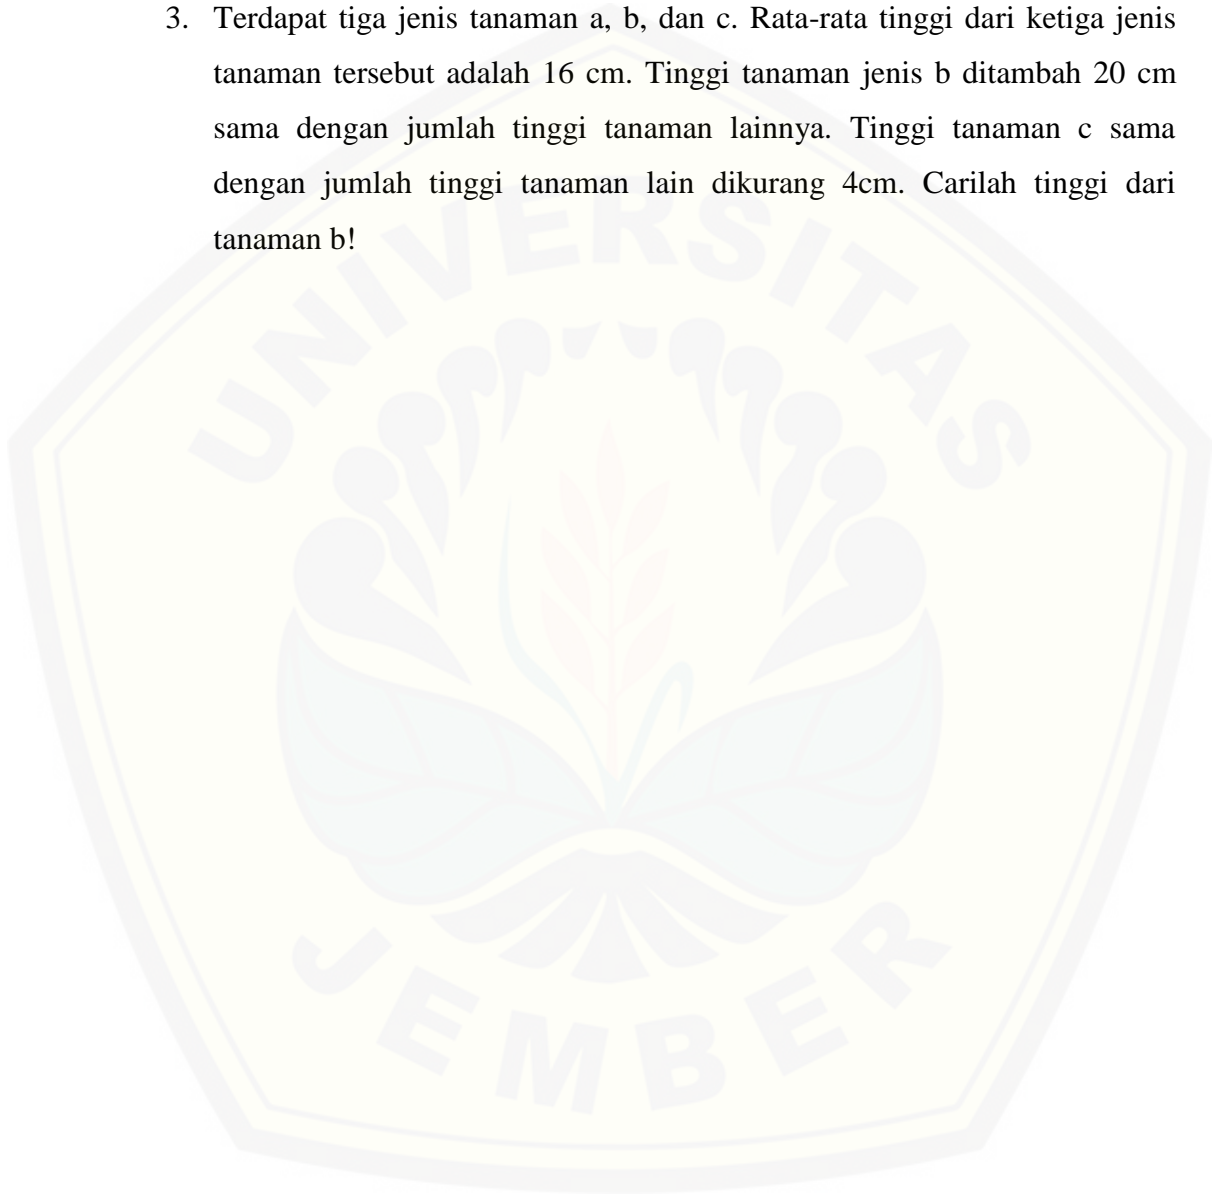 3. Terdapat tiga jenis tanaman a, b, dan c. Rata-rata tinggi dari ketiga jenis
tanaman tersebut adalah 16 cm. Tinggi tanaman jenis b ditambah 20 cm
sama dengan jumlah tinggi tanaman lainnya. Tinggi tanaman c sama
dengan jumlah tinggi tanaman lain dikurang 4cm. Carilah tinggi dari
tanaman b!
UNIVERSITAS
JEMBER